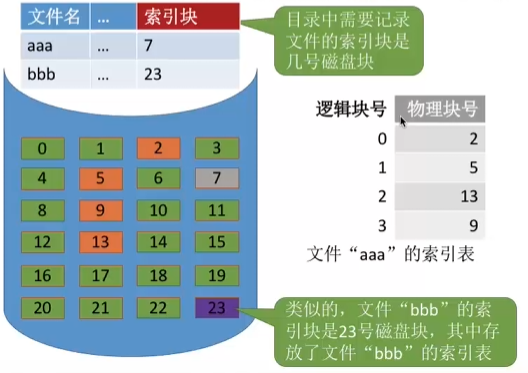 文件名 … 索引块
aaa … 7
bbb … 23
目录中需要记录
文件的索引块是
几号磁盘块
0 1 2 3
4 5 6 7
8 9 10 11
12 13 14 15
16 17 18 19
20 21 22 23
逻辑块号 物理块号
0 2
1 5
2 13
3 9
文件“aaa”的索引表
类似的，文件“bbb”的索
引块是23号磁盘块，其中存
放了文件“bbb”的索引表